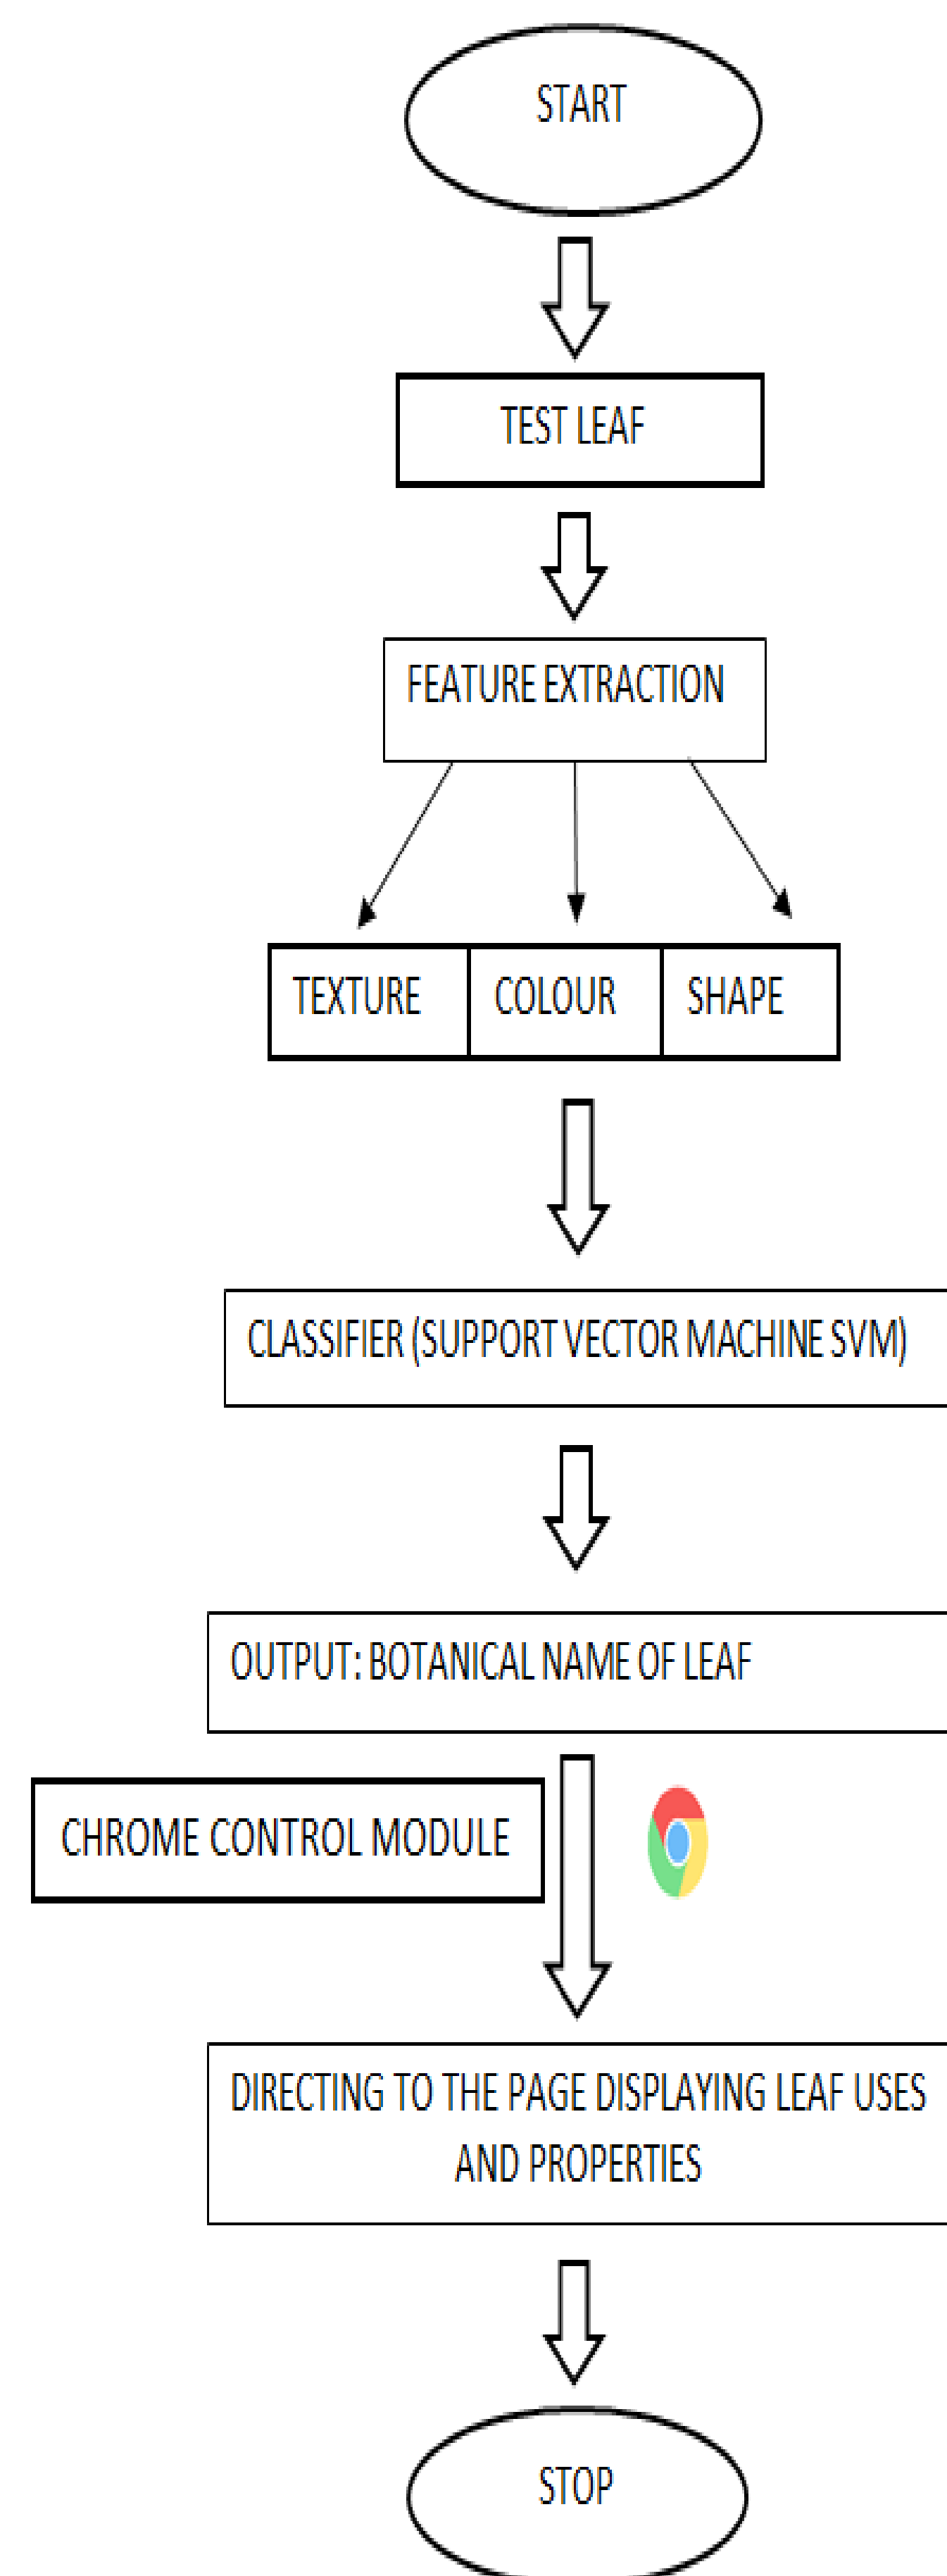 START
TEST LEAF
FEATURE EXTRACTION
TEXTURE
COLOUR
SHAPE
CLASSIFIER (SUPPORT VECTOR MACHINE SVM)
OUTPUT: BOTANICAL NAME OF LEAF
CHROME CONTROL MODULE
DIRECTING TO THE PAGE DISPLAYING LEAF USES
AND PROPERTIES
STOP